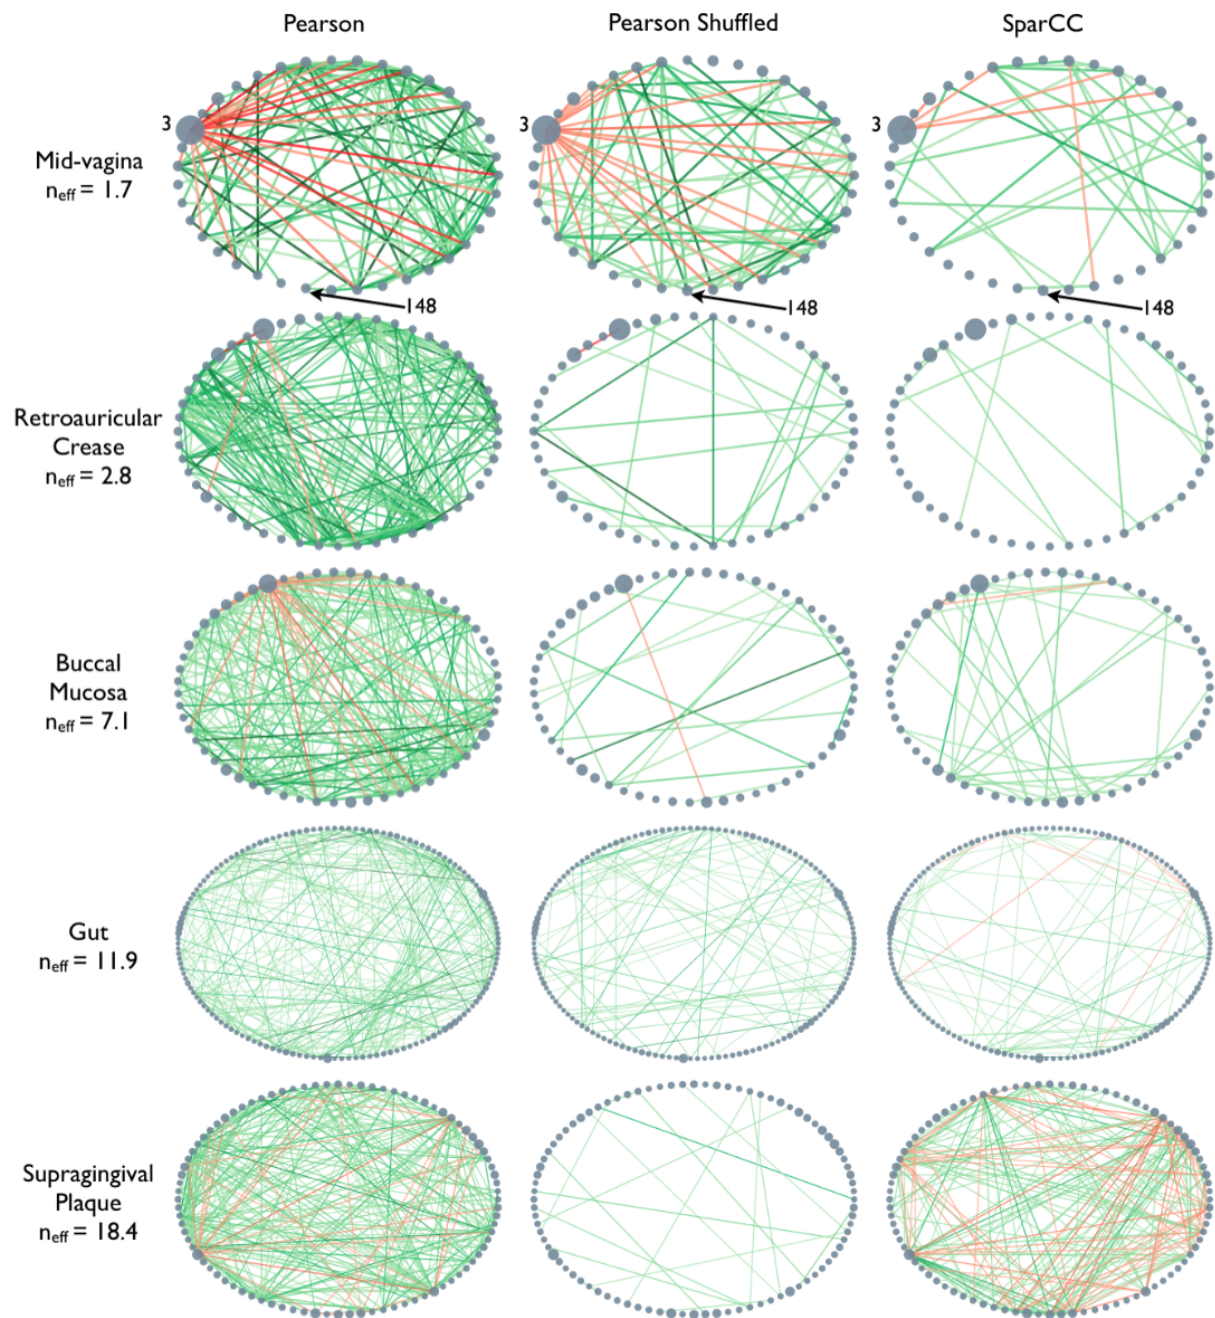 Pearson
Pearson Shuffled
SparCC
3
3
3
Mid-vagina
neff = 1.7
148
148
148
Retroauricular
Crease
neff = 2.8
Buccal
Mucosa
neff = 7.1
Gut
neff = 11.9
Supragingival
Plaque
neff = 18.4